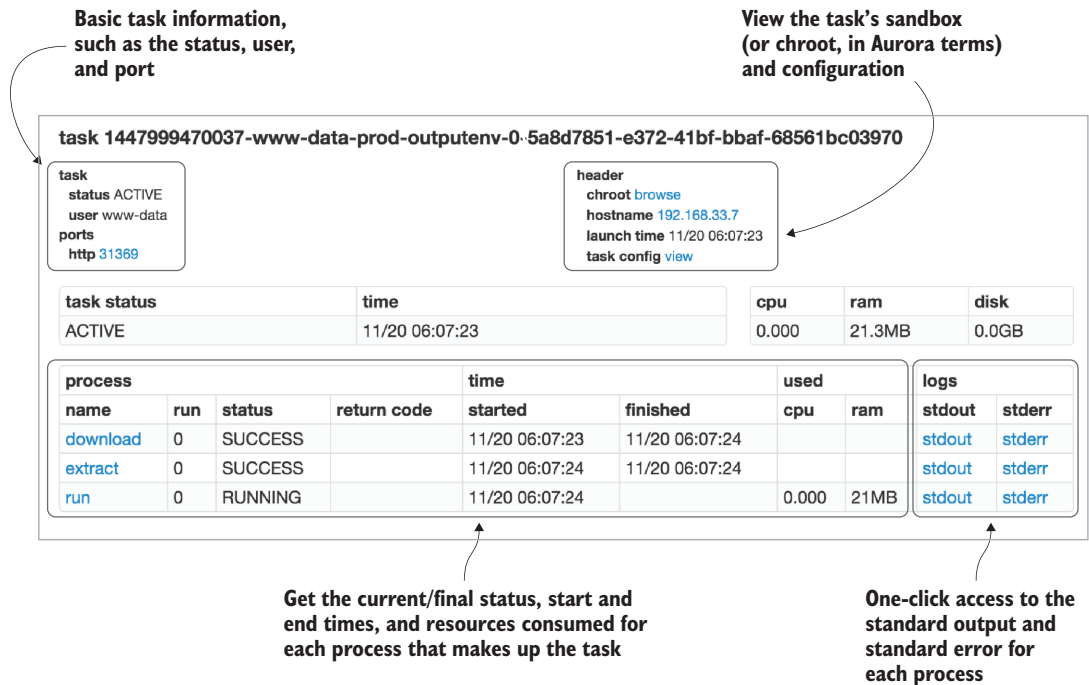 Basic task information,
such as the status, user,
and port
View the task's sandbox
(or chroot, in Aurora terms)
and configuration
task 1447999470037-www-data-prod-outputenv-0-5a8d7851-e372-41bf-bbaf-68561bc03970
task
status ACTIVE
user www-data
ports
http 31369
header
chroot browse
hostname 192.168.33.7
launch time 11/20 06:07:23
task config view
task status time
ACTIVE 11/20 06:07:23
cpu ram disk
0.000 21.3MB 0.0GB
process time used logs
name run status return code started finished cpu ram stdout stderr
download 0 SUCCESS 11/20 06:07:23 11/20 06:07:24 stdout stderr
extract 0 SUCCESS 11/20 06:07:24 11/20 06:07:24 stdout stderr
run 0 RUNNING 11/20 06:07:24 0.000 21MB stdout stderr
Get the current/final status, start and
end times, and resources consumed for
each process that makes up the task
One-click access to the
standard output and
standard error for
each process